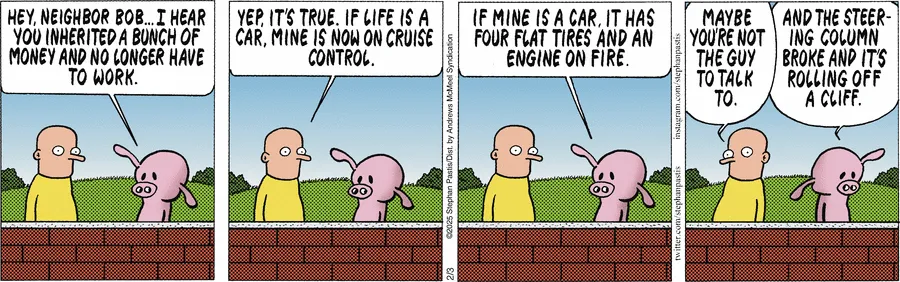 HEY, NEIGHBOR BOB...I HEAR
YOU INHERITED A BUNCH OF
MONEY AND NO LONGER HAVE
TO WORK.
YEP, IT'S TRUE. IF LIFE IS A
CAR, MINE IS NOW ON CRUISE
CONTROL.
©2025 Stephan Pastis/Dist. by Andrews McMeel Syndication
2/3
IF MINE IS A CAR, IT HAS
FOUR FLAT TIRES AND AN
ENGINE ON FIRE.
twitter.com/stephanpastis
instagram.com/stephanpastis
MAYBE
YOU'RE NOT
THE GUY
TO TALK
TO.
AND THE STEER-
ING COLUMN
BROKE AND IT'S
ROLLING OFF
A CLIFF.